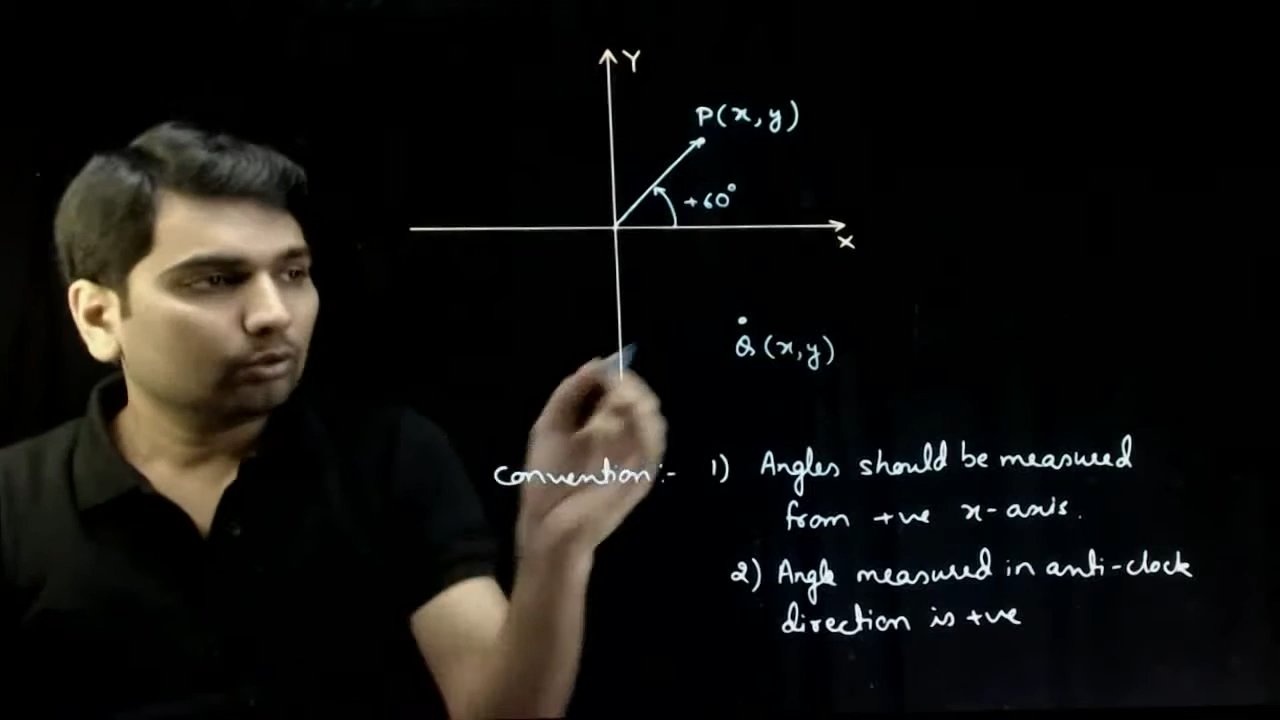 Y
P(x, y)
+60°
X
Q(x,y)
Convention:- 1) Angles should be measured
from +ve x-axis.
2) Angle measured in anti-clock
direction is +ve